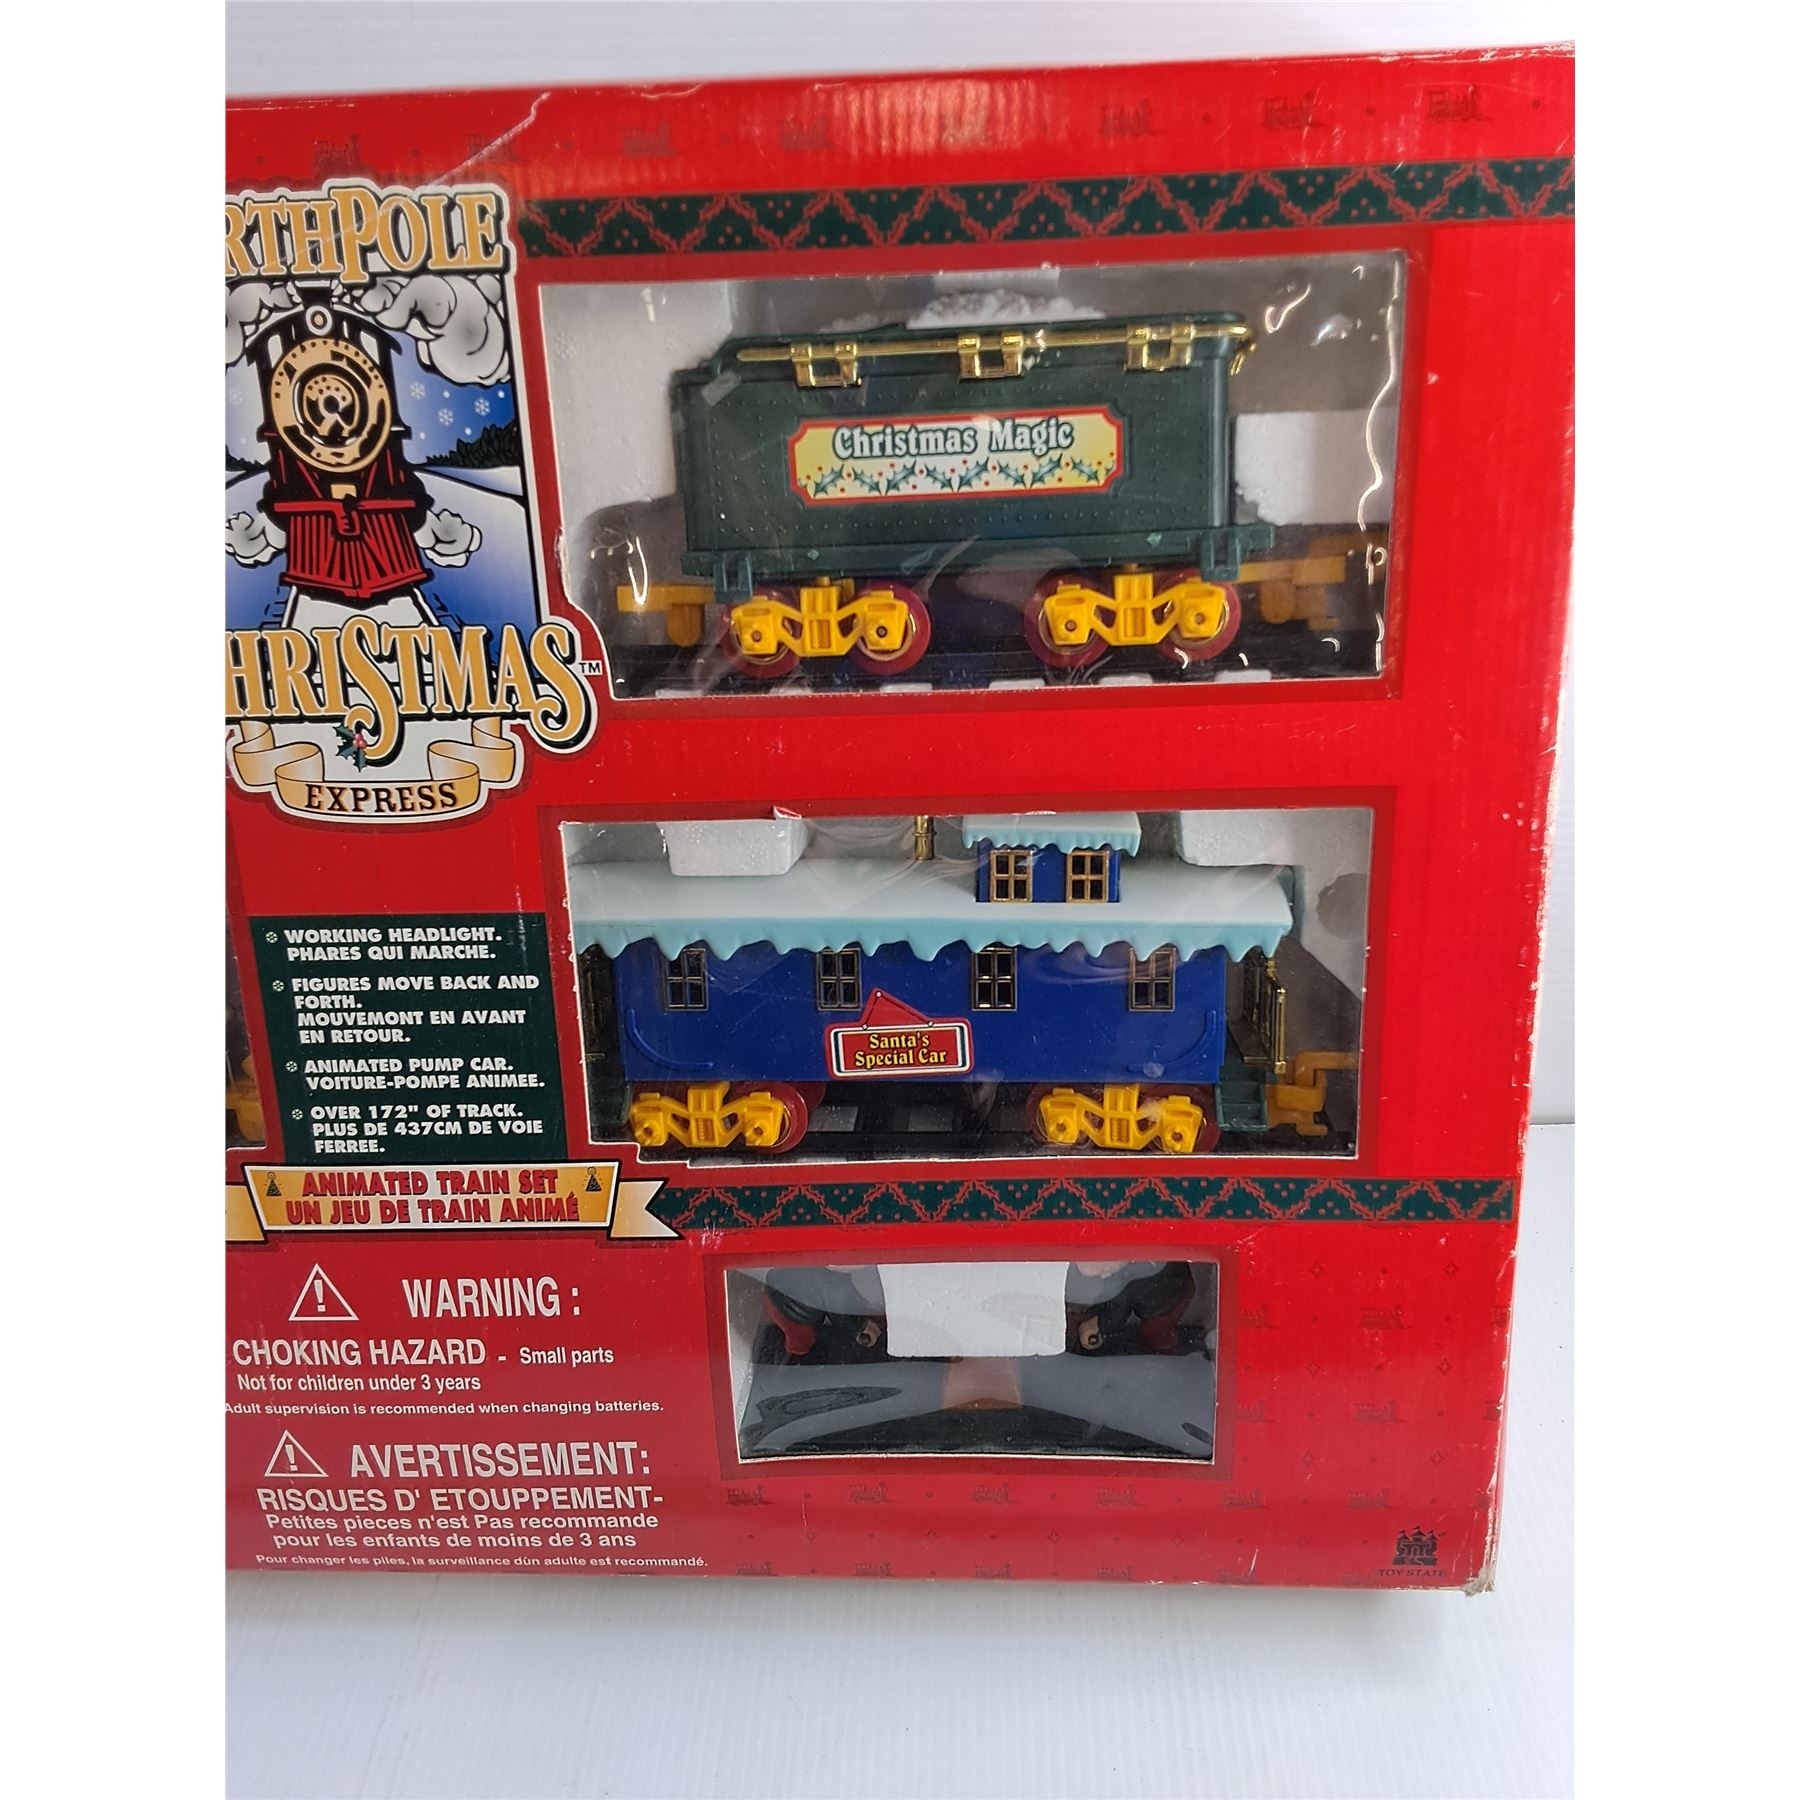 RTHPOLE
HRISTMAS™
EXPRESS
Christmas Magic
WORKING HEADLIGHT.
PHARES QUI MARCHE.
FIGURES MOVE BACK AND
FORTH.
MOUVEMONT EN AVANT
EN RETOUR.
ANIMATED PUMP CAR.
VOITURE-POMPE ANIMEE.
OVER 172" OF TRACK.
PLUS DE 437CM DE VOIE
FERREE.
Santa's
Special Car
ANIMATED TRAIN SET
UN JEU DE TRAIN ANIMÉ
WARNING :
CHOKING HAZARD - Small parts
Not for children under 3 years
Adult supervision is recommended when changing batteries.
AVERTISSEMENT:
RISQUES D' ETOUPPEMENT-
Petites pieces n'est Pas recommande
pour les enfants de moins de 3 ans
Pour changer les piles, la surveillance dùn adulte est recommandé.
TOY STATE